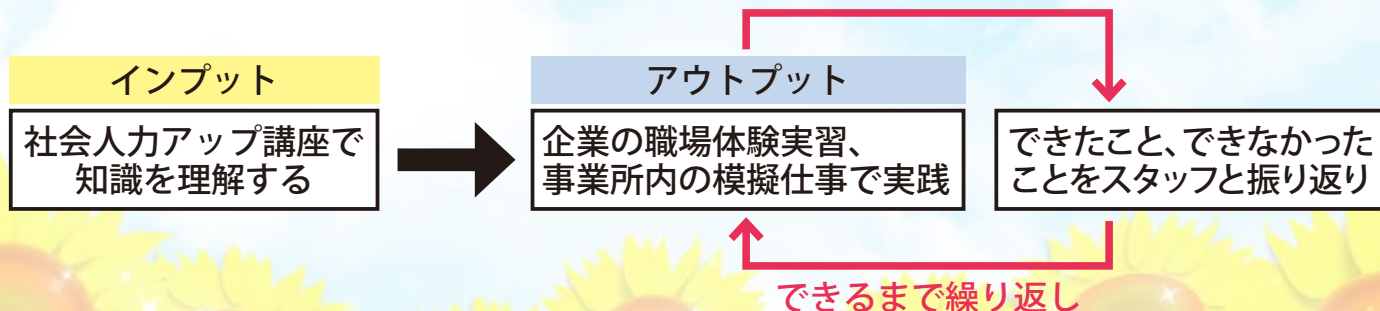 インプット
社会人力アップ講座で
知識を理解する
アウトプット
企業の職場体験実習、
事業所内の模擬仕事で実践
できたこと、できなかった
ことをスタッフと振り返り
できるまで繰り返し